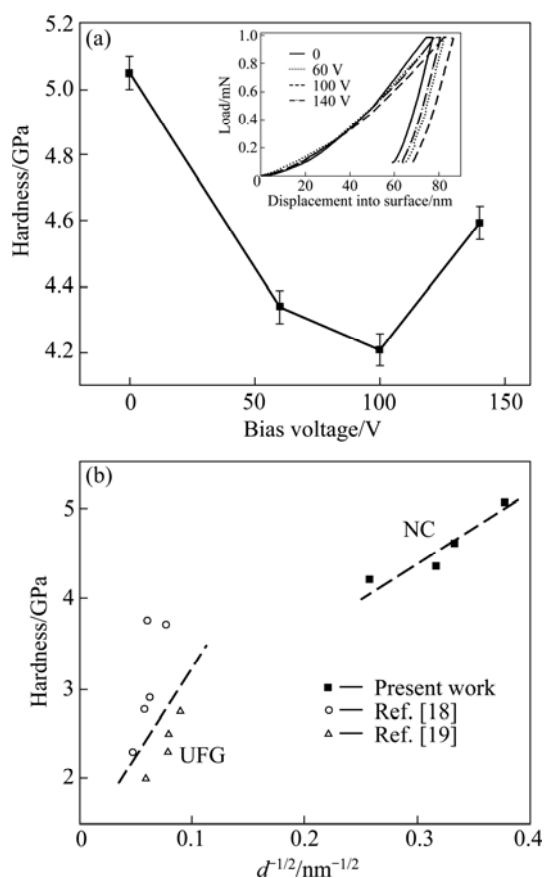 (a)
5.2
5.0
4.8
4.6
4.4
4.2
Hardness/GPa
0
50
100
150
Bias voltage/V
1.0
0.8
0.6
0.4
0.2
0
Load/mN
0
60 V
100 V
140 V
20
40
60
80
Displacement into surface/nm
(b)
5
4
3
2
Hardness/GPa
NC
UFG
Present work
Ref. [18]
Ref. [19]
0
0.1
0.2
0.3
0.4
d^{-1/2}/nm^{-1/2}